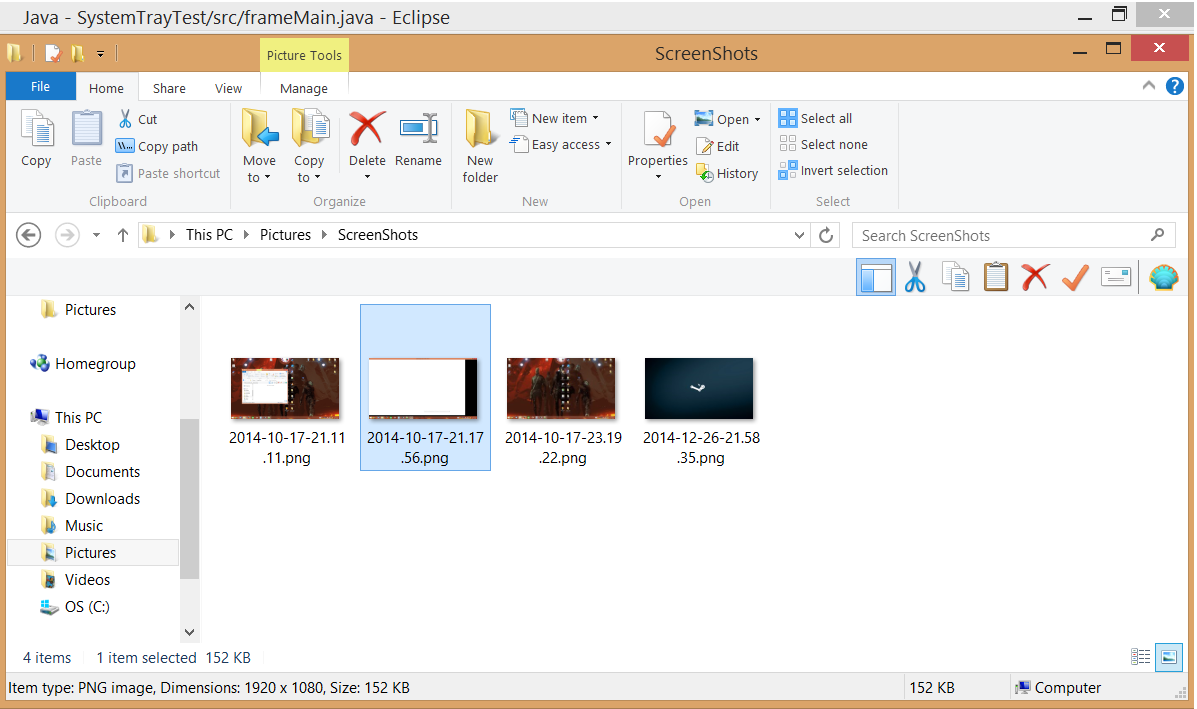 Java - SystemTrayTest/src/frameMain.java - Eclipse
Picture Tools
ScreenShots
File Home Share View Manage
Copy
Paste
Cut
Copy path
Paste shortcut
Clipboard
Move to
Copy to
Delete
Rename
Organize
New folder
New item
Easy access
New
Properties
Open
Edit
History
Open
Select all
Select none
Invert selection
Select
This PC Pictures ScreenShots
Search ScreenShots
Pictures
Homegroup
This PC
Desktop
Documents
Downloads
Music
Pictures
Videos
OS (C:)
2014-10-17-21.11
.11.png
2014-10-17-21.17
.56.png
2014-10-17-23.19
.22.png
2014-12-26-21.58
.35.png
4 items 1 item selected 152 KB
Item type: PNG image, Dimensions: 1920 x 1080, Size: 152 KB 152 KB Computer